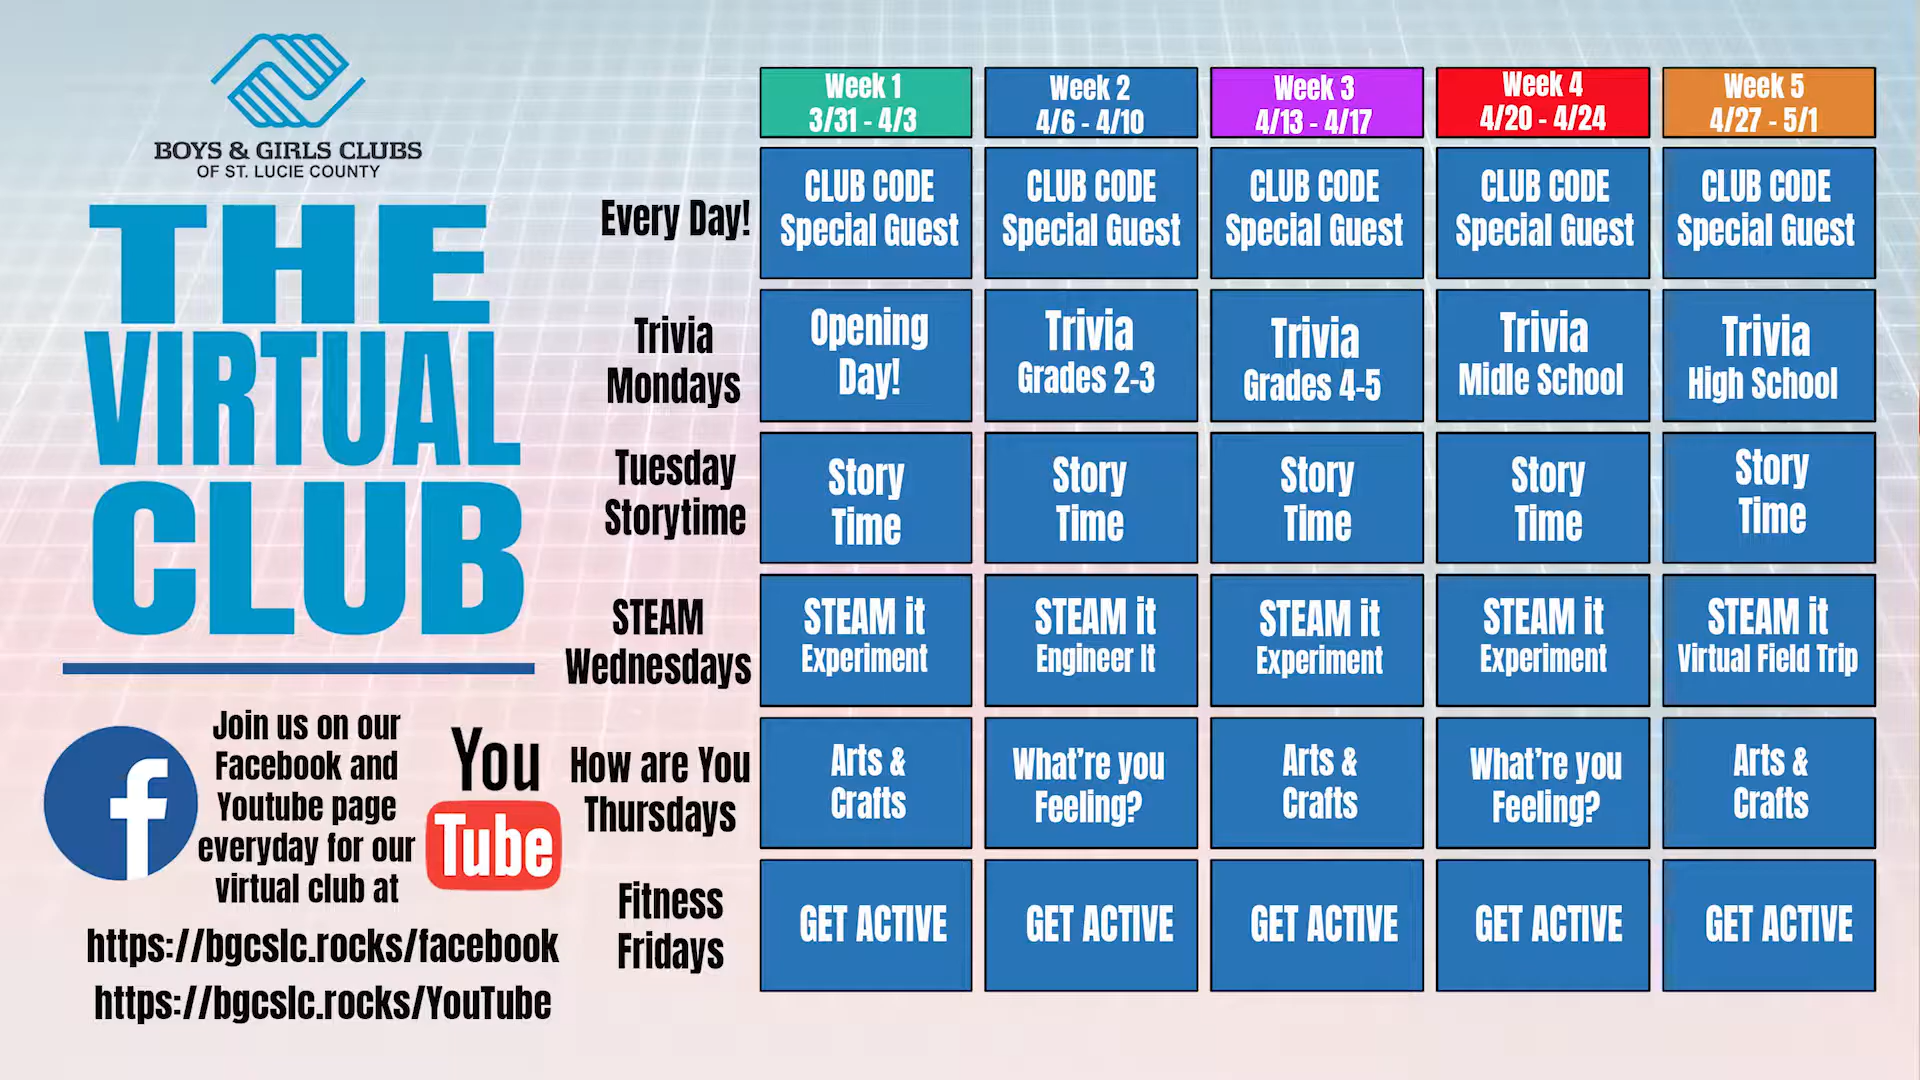 BOYS & GIRLS CLUBS
OF ST. LUCIE COUNTY
THE
VIRTUAL
CLUB
Join us on our
Facebook and
Youtube page
everyday for our
virtual club at
f
You
Tube
https://bgcslc.rocks/facebook
https://bgcslc.rocks/YouTube
Week 1
3/31 - 4/3
Week 2
4/6 - 4/10
Week 3
4/13 - 4/17
Week 4
4/20 - 4/24
Week 5
4/27 - 5/1
Every Day!
CLUB CODE
Special Guest
CLUB CODE
Special Guest
CLUB CODE
Special Guest
CLUB CODE
Special Guest
CLUB CODE
Special Guest
Trivia
Mondays
Opening
Day!
Trivia
Grades 2-3
Trivia
Grades 4-5
Trivia
Midle School
Trivia
High School
Tuesday
Storytime
Story
Time
Story
Time
Story
Time
Story
Time
Story
Time
STEAM
Wednesdays
STEAM it
Experiment
STEAM it
Engineer It
STEAM it
Experiment
STEAM it
Experiment
STEAM it
Virtual Field Trip
How are You
Thursdays
Arts &
Crafts
What're you
Feeling?
Arts &
Crafts
What're you
Feeling?
Arts &
Crafts
Fitness
Fridays
GET ACTIVE
GET ACTIVE
GET ACTIVE
GET ACTIVE
GET ACTIVE